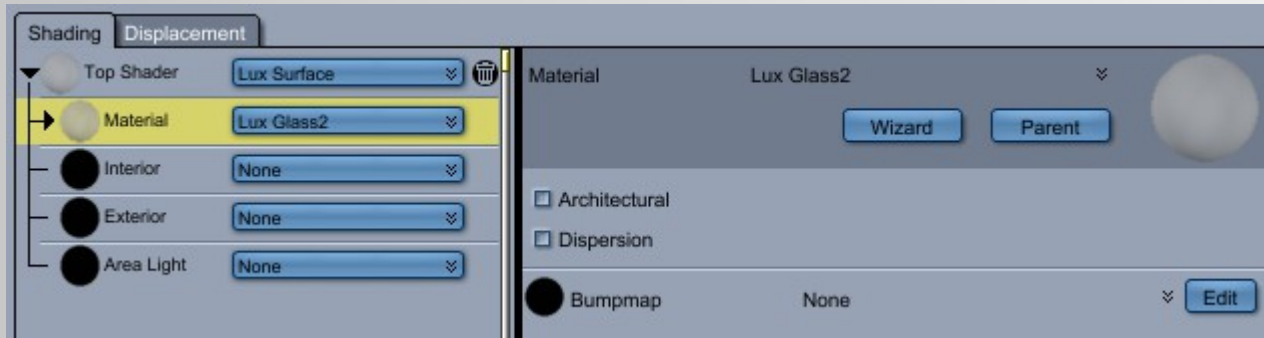 Shading Displacement
Top Shader Lux Surface
Material Lux Glass2
Interior None
Exterior None
Area Light None
Material Lux Glass2
Wizard Parent
Architectural
Dispersion
Bumpmap None Edit